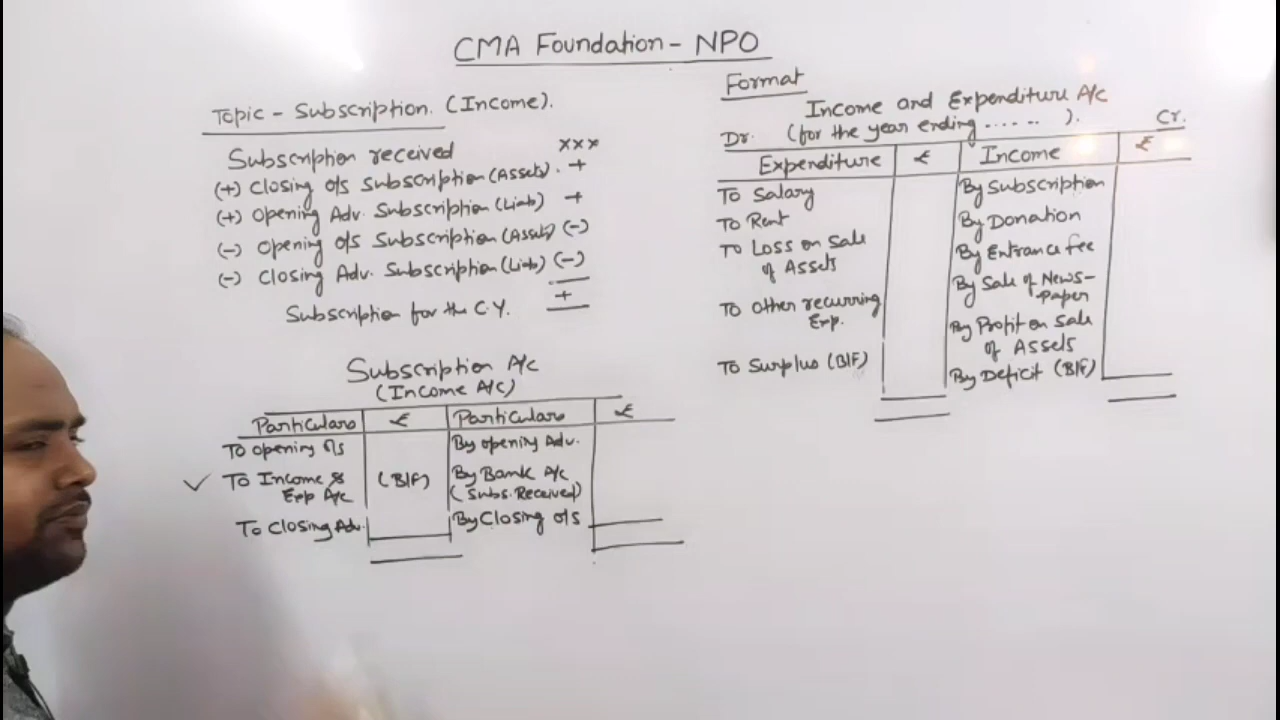 CMA Foundation - NPO
Topic - Subscription. (Income).
Subscription received xxx
(+) Closing o/s Subscription (Assets). +
(+) Opening Adv. Subscription (Liab) +
(-) Opening o/s Subscription (Asset) (-)
(-) Closing Adv. Subscription (Liab) (-)
+
Subscription for the C.Y.
Subscription A/c
(Income A/c)
Particulars ₹ Particulars ₹
To opening o/s By opening Adv.
✓ To Income & (B/F) By Bank A/c
Exp A/c (Subs. Received)
To Closing Adv. By Closing o/s
Format
Income and Expenditure A/c
Dr. (for the year ending ...... ). Cr.
Expenditure ₹ Income ₹
To Salary By Subscription
To Rent By Donation
To Loss on Sale By Entrance fee
of Assets By Sale of News-
paper
To Other recurring By Profit on Sale
Exp. of Assets
To Surplus (B/F) By Deficit (B/F)